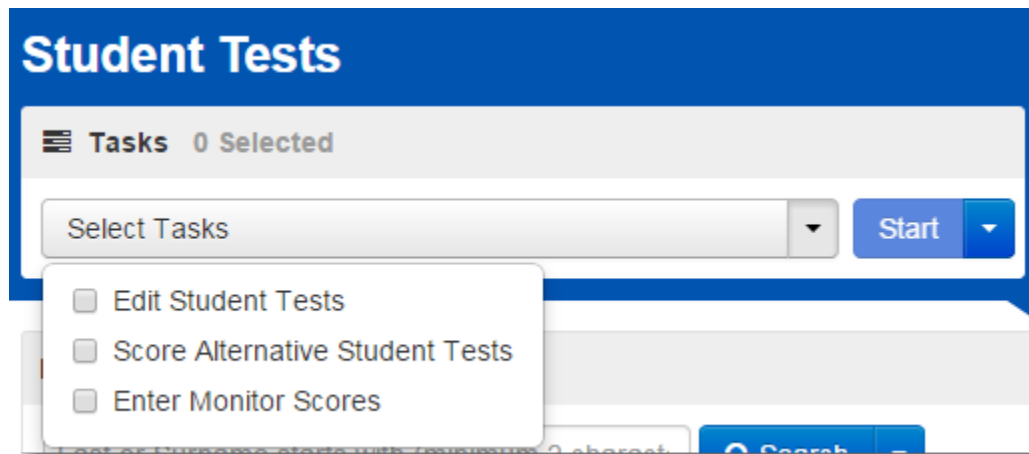 Student Tests
Tasks 0 Selected
Select Tasks
Start
Edit Student Tests
Score Alternative Student Tests
Enter Monitor Scores
Search